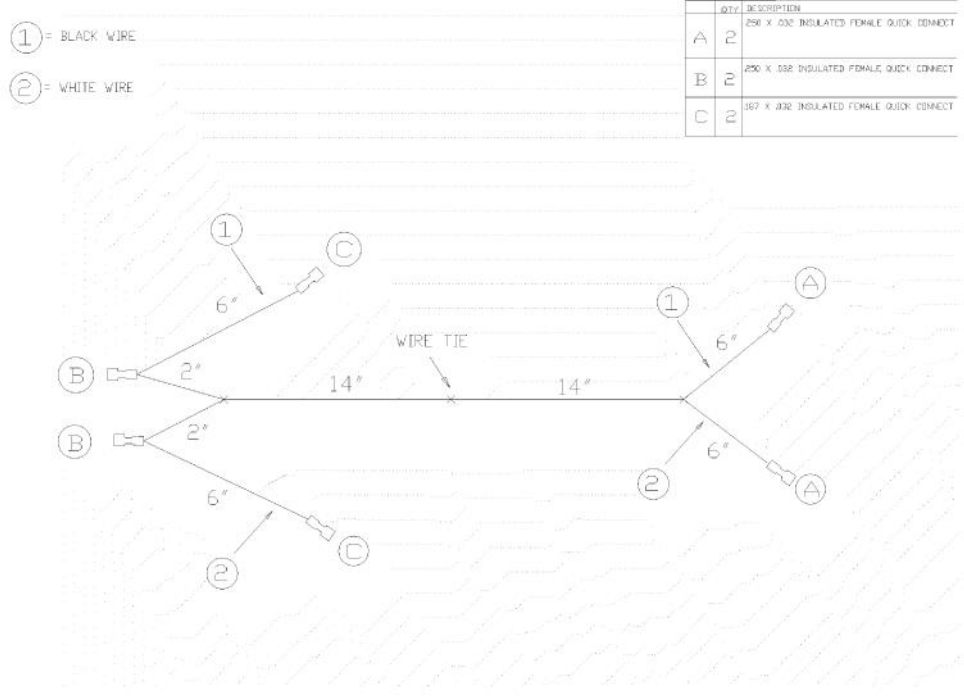 1 = BLACK WIRE
2 = WHITE WIRE
QTY DESCRIPTION
A 2 .250 X .032 INSULATED FEMALE QUICK CONNECT
B 2 .250 X .032 INSULATED FEMALE QUICK CONNECT
C 2 .187 X .032 INSULATED FEMALE QUICK CONNECT
1
C
6"
B
2"
14"
WIRE TIE
14"
1
A
6"
B
2"
6"
2
C
2
6"
A